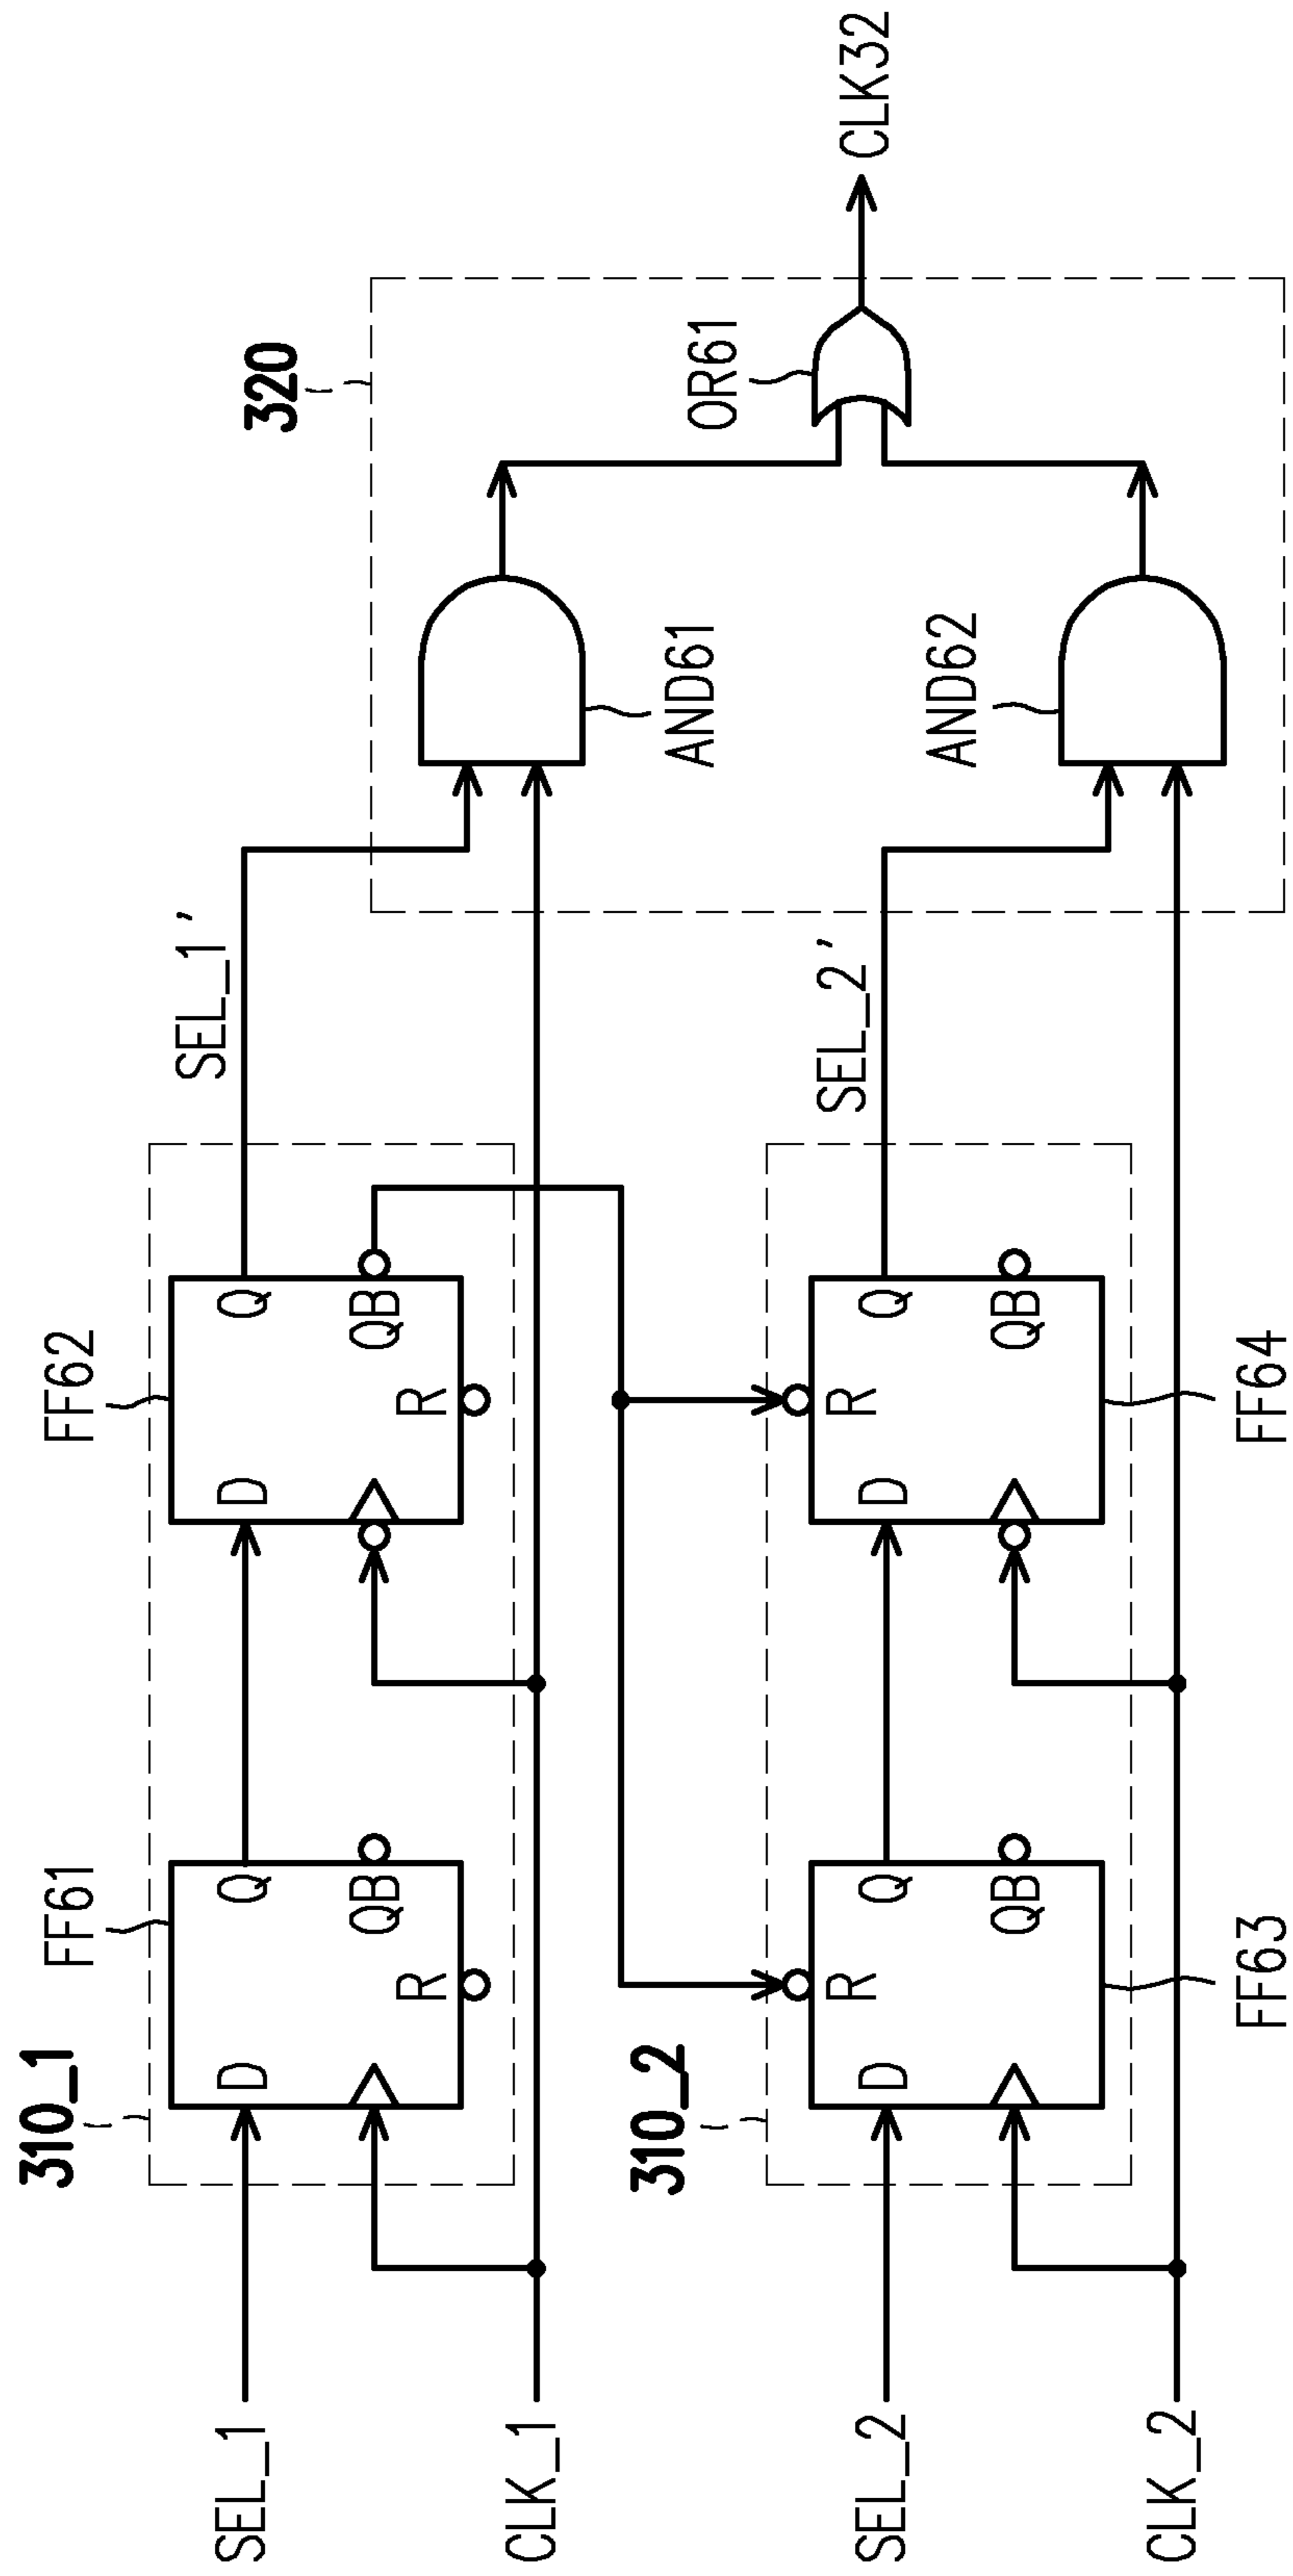 310_1
FF61
FF62
SEL_1
D
Q
R
QB
D
Q
R
QB
SEL_1'
320
CLK_1
AND61
OR61
CLK32
310_2
SEL_2
D
R
Q
QB
D
R
Q
QB
SEL_2'
AND62
CLK_2
FF63
FF64